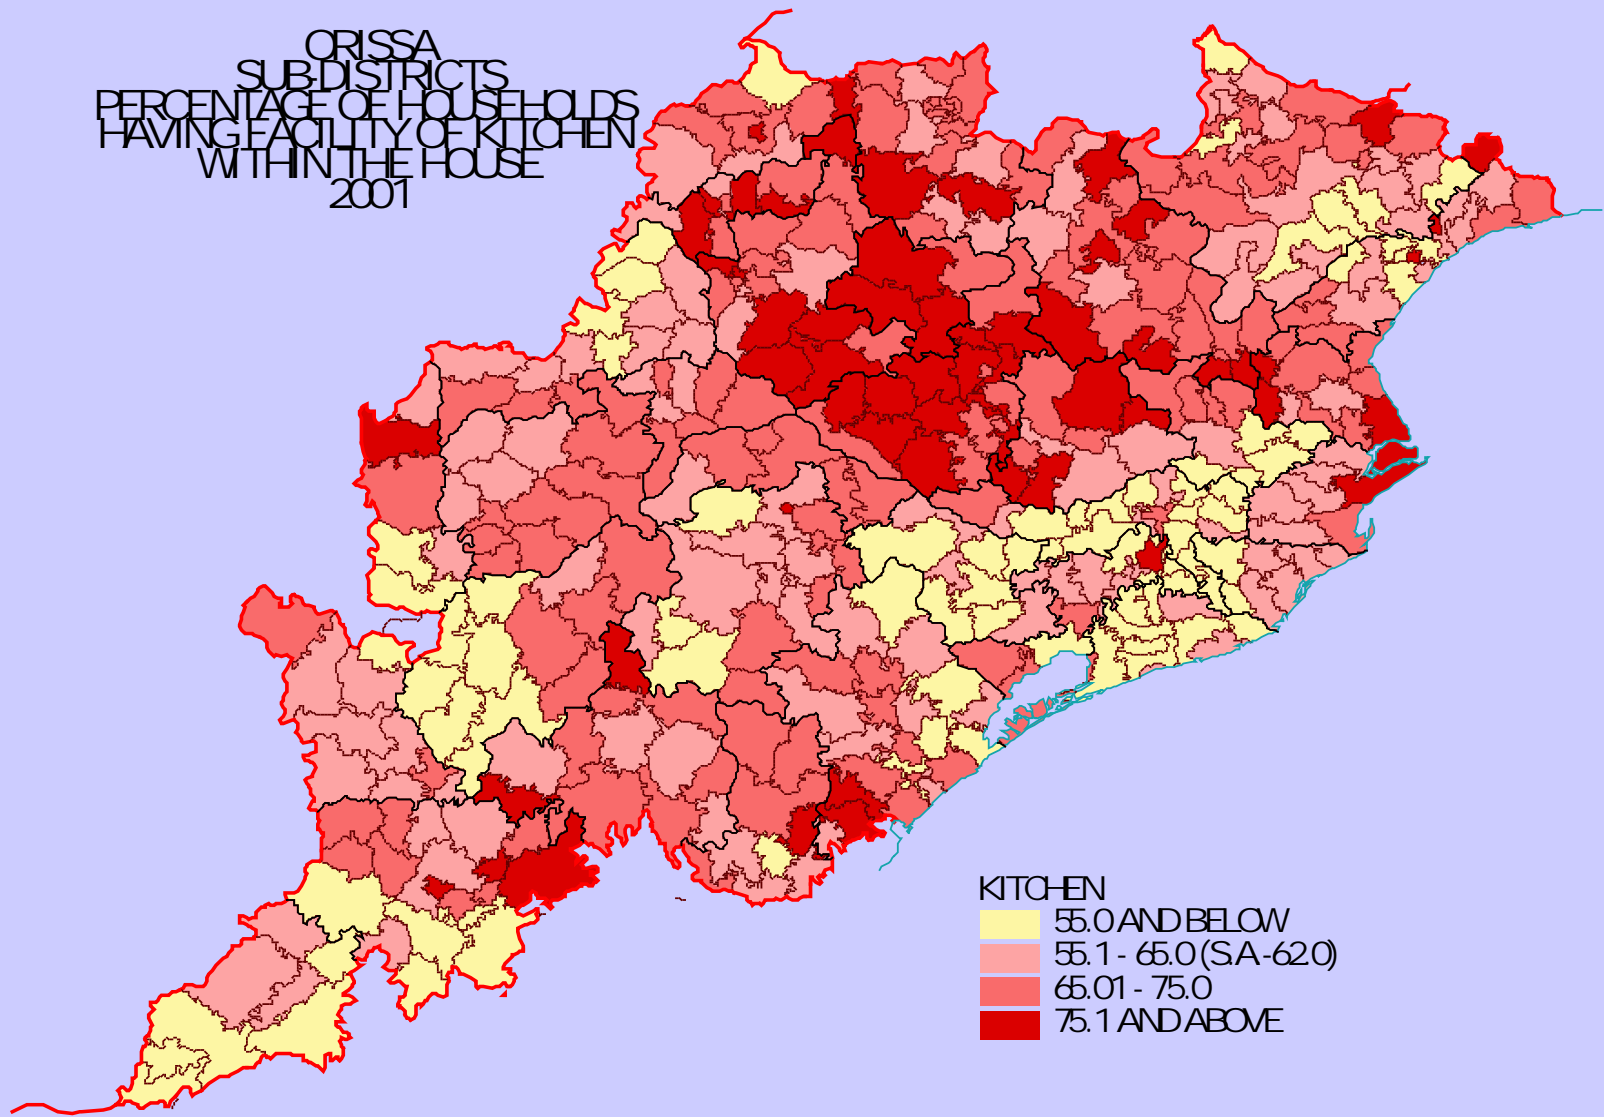 ORISSA
SUB-DISTRICTS
PERCENTAGE OF HOUSEHOLDS
HAVING FACTILITY OF KITCHEN
WITHIN THE HOUSE
2001
KITCHEN
55.0 AND BELOW
55.1 - 65.0 (S.A.-62.0)
65.01 - 75.0
75.1 AND ABOVE